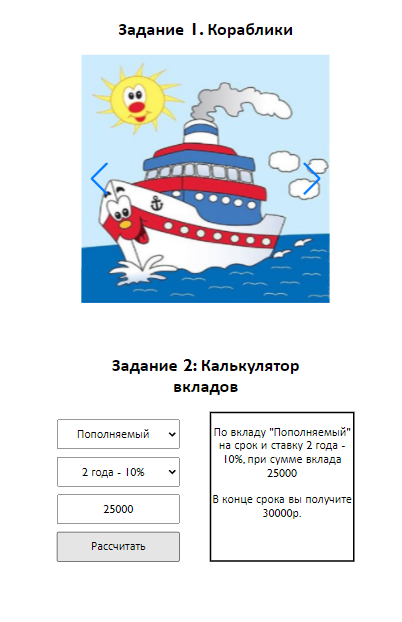 Задание 1. Кораблики
Задание 2: Калькулятор
вкладов
Пополняемый
2 года - 10%
25000
Рассчитать
По вкладу "Пополняемый"
на срок и ставку 2 года -
10%, при сумме вклада
25000
В конце срока вы получите
30000р.